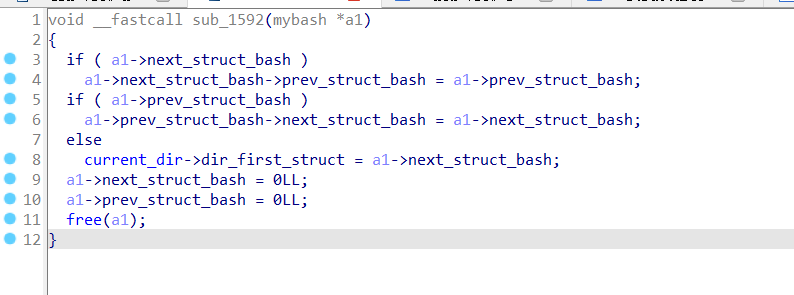 1 void __fastcall sub_1592(mybash *a1)
2 {
3 if ( a1->next_struct_bash )
4 a1->next_struct_bash->prev_struct_bash = a1->prev_struct_bash;
5 if ( a1->prev_struct_bash )
6 a1->prev_struct_bash->next_struct_bash = a1->next_struct_bash;
7 else
8 current_dir->dir_first_struct = a1->next_struct_bash;
9 a1->next_struct_bash = 0LL;
10 a1->prev_struct_bash = 0LL;
11 free(a1);
12 }